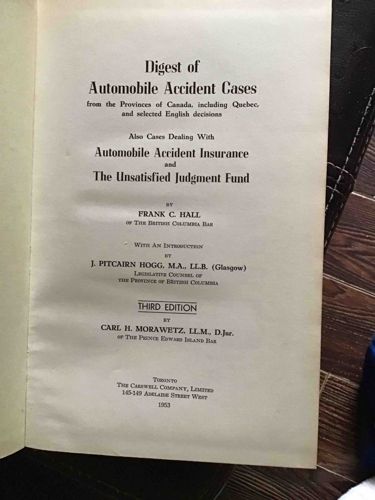 Digest of
Automobile Accident Cases
from the Provinces of Canada, including Quebec,
and selected English decisions
Also Cases Dealing With
Automobile Accident Insurance
and
The Unsatisfied Judgment Fund
BY
FRANK C. HALL
OF THE BRITISH COLUMBIA BAR
WITH AN INTRODUCTION
BY
J. PITCAIRN HOGG, M.A., LL.B. (Glasgow)
LEGISLATIVE COUNSEL OF
THE PROVINCE OF BRITISH COLUMBIA
THIRD EDITION
BY
CARL H. MORAWETZ, LL.M., D.Jur.
OF THE PRINCE EDWARD ISLAND BAR
TORONTO
THE CARSWELL COMPANY, LIMITED
145-149 ADELAIDE STREET WEST
1953